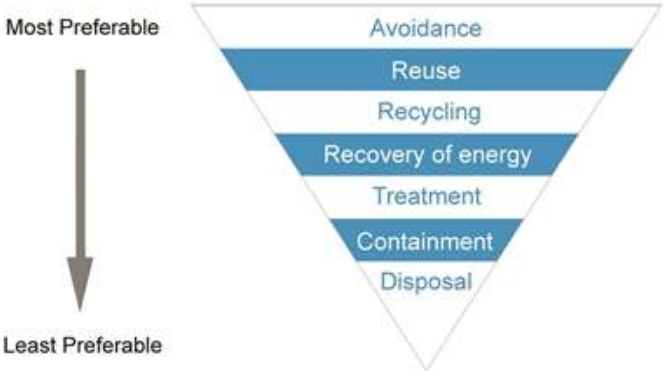 Most Preferable
Avoidance
Reuse
Recycling
Recovery of energy
Treatment
Containment
Disposal
Least Preferable